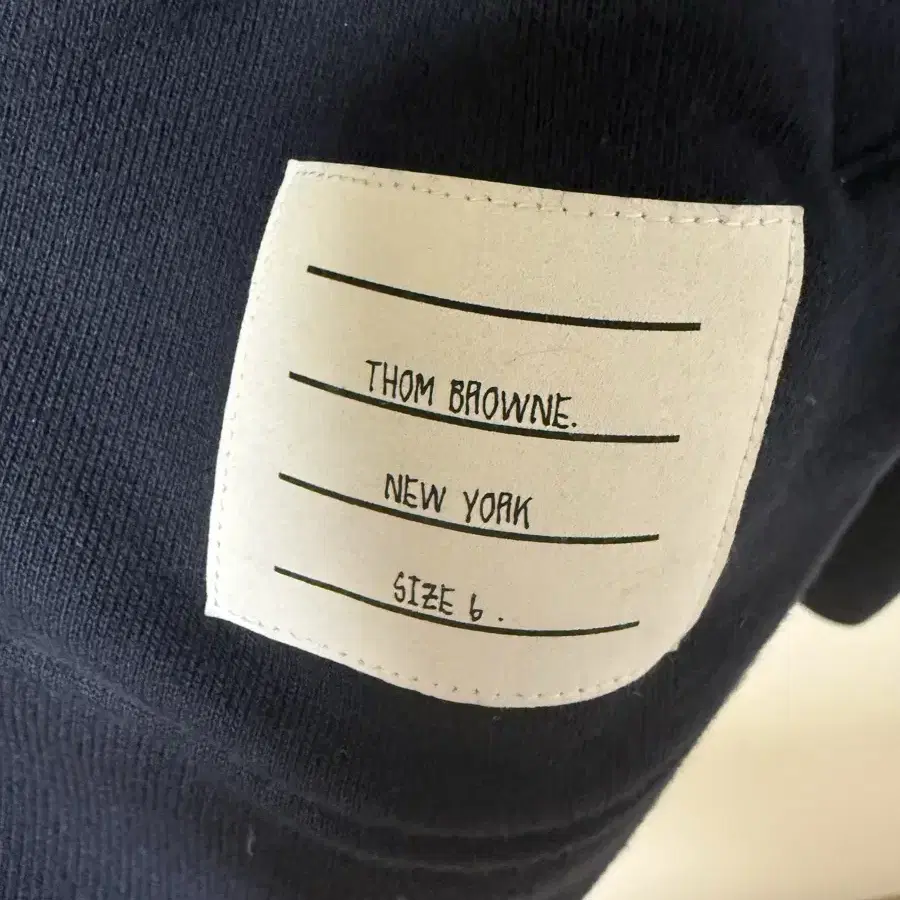 THOM BROWNE.
NEW YORK
SIZE 6.